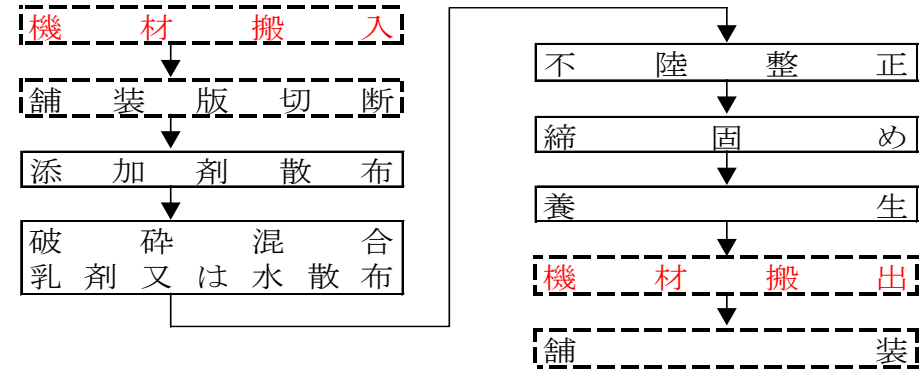 機材搬入
舗装版切断
添加剤散布
破砕混合
乳剤又は水散布
不陸整正
締固め
養生
機材搬出
舗装